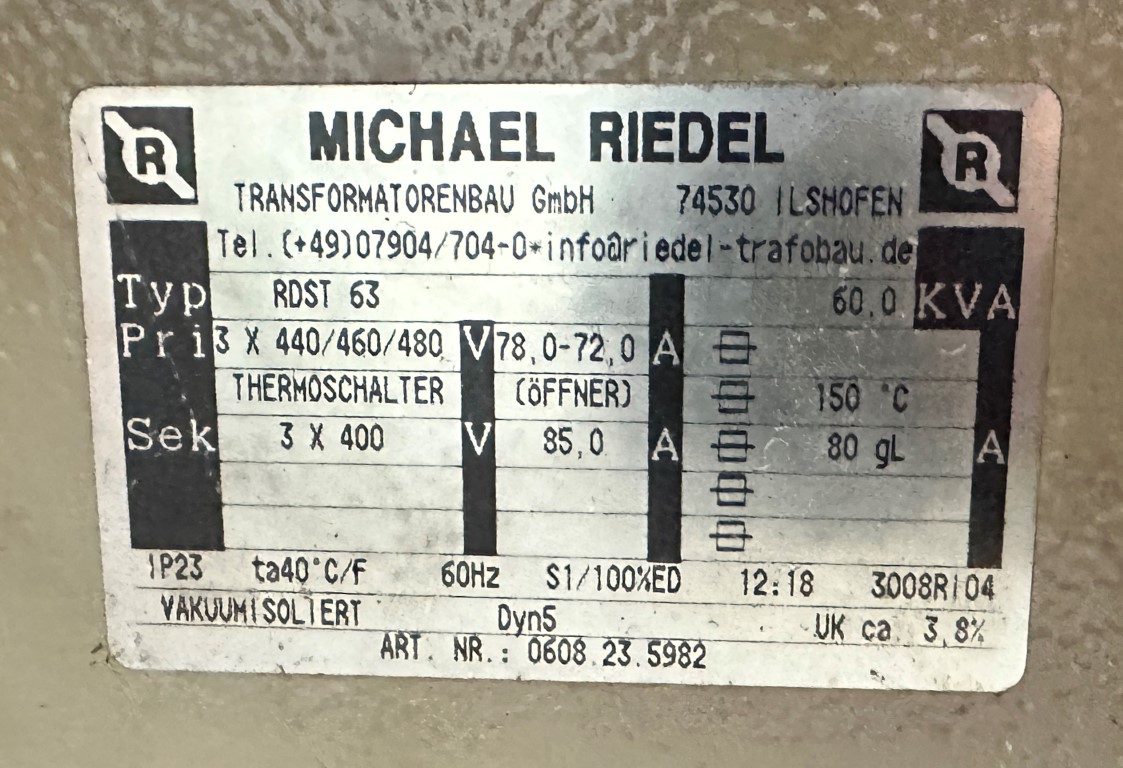 R MICHAEL RIEDEL R
TRANSFORMATORENBAU GmbH 74530 ILSHOFEN
Tel.(+49)07904/704-0*info@riedel-trafobau.de
Typ RDST 63 60,0 KVA
Pri 3 X 440/460/480 V 78,0-72,0 A
THERMOSCHALTER (ÖFFNER) 150 °C
Sek 3 X 400 V 85,0 A 80 gL A
IP23 ta40°C/F 60Hz S1/100%ED 12:18 3008RI04
VAKUUMISOLIERT Dyn5 UK ca. 3,8%
ART. NR.: 0608.23.5982